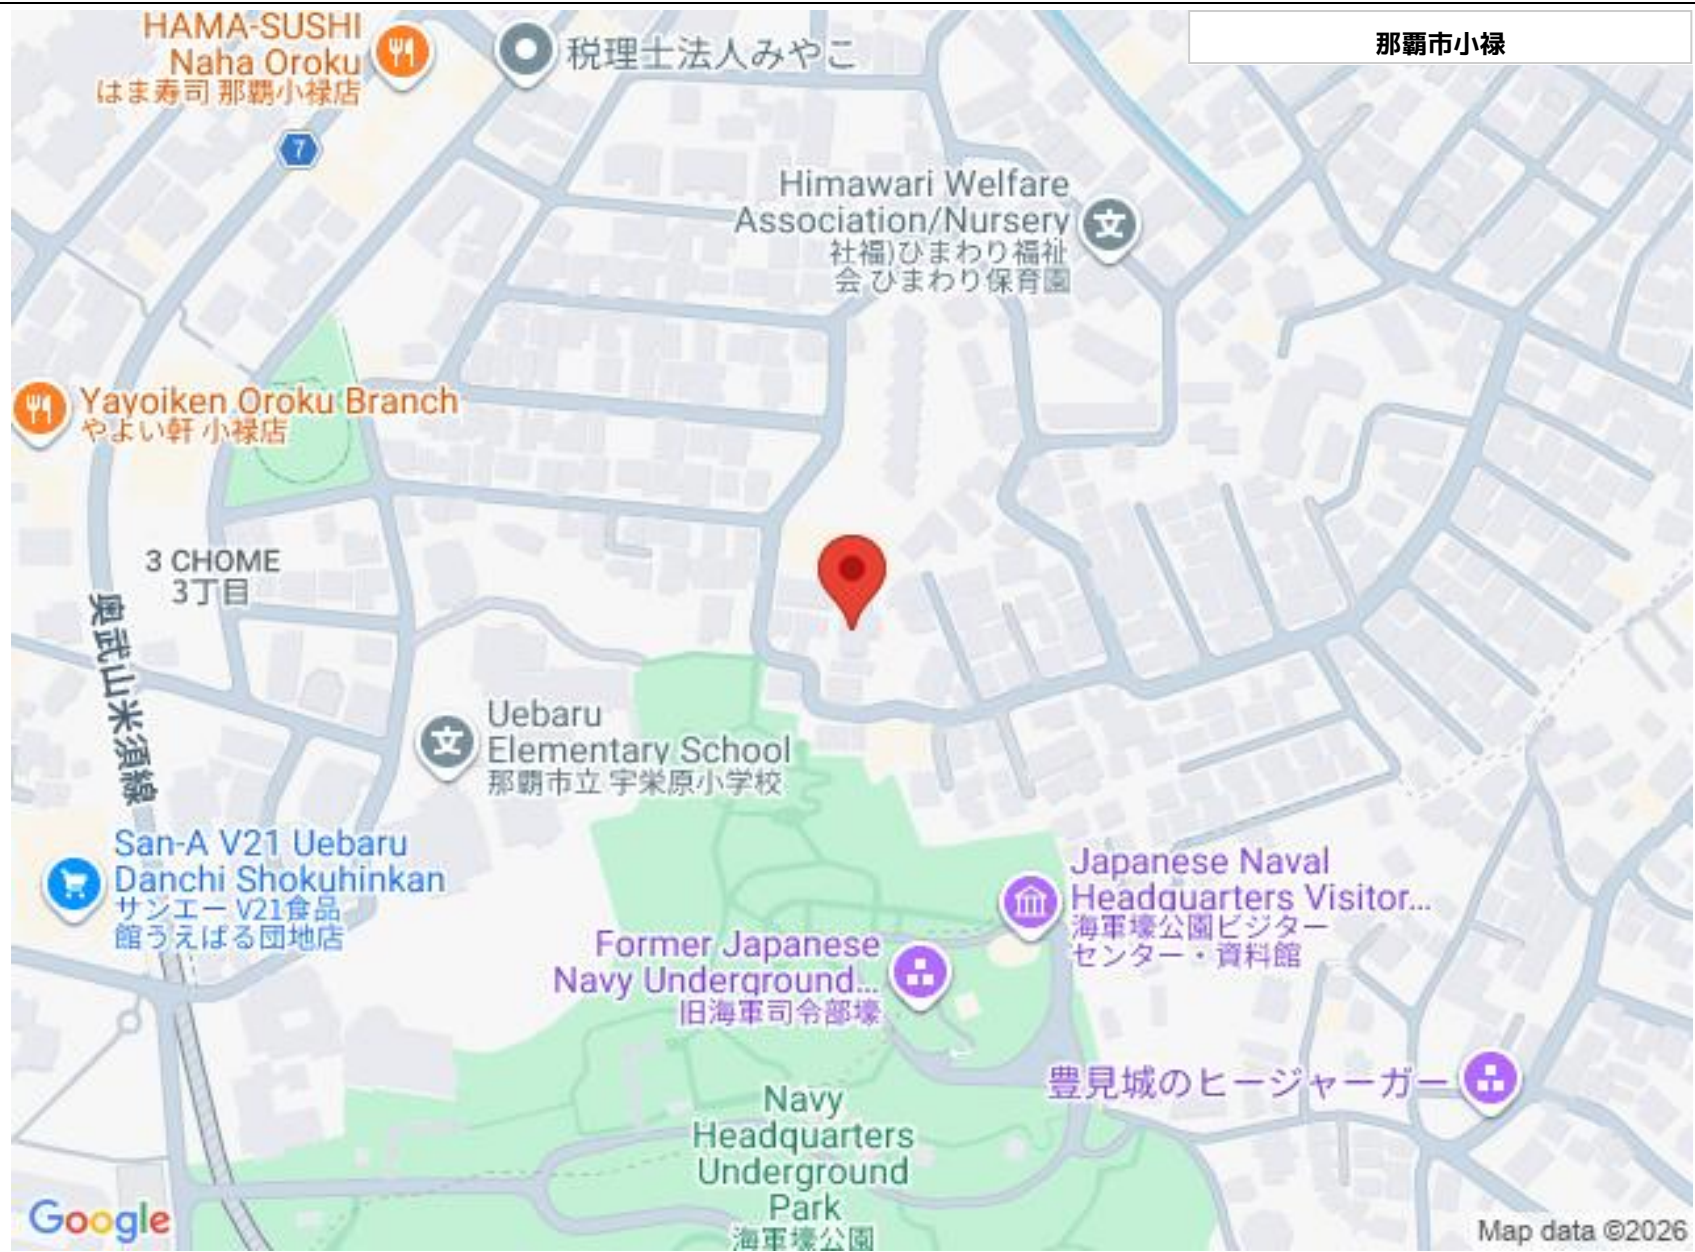 那覇市小禄
HAMA-SUSHI
Naha Oroku
はま寿司 那覇小禄店
税理士法人みやこ
7
Himawari Welfare
Association/Nursery
社福)ひまわり福祉
会 ひまわり保育園
Yayoiken Oroku Branch
やよい軒 小禄店
3 CHOME
3丁目
奥武山米須線
Uebaru
Elementary School
那覇市立 宇栄原小学校
San-A V21 Uebaru
Danchi Shokuhinkan
サンエー V21食品
館うえばる団地店
Japanese Naval
Headquarters Visitor...
海軍壕公園ビジター
センター・資料館
Former Japanese
Navy Underground...
旧海軍司令部壕
豊見城のヒージャーガー
Navy
Headquarters
Underground
Park
海軍壕公園
Google
Map data ©2026